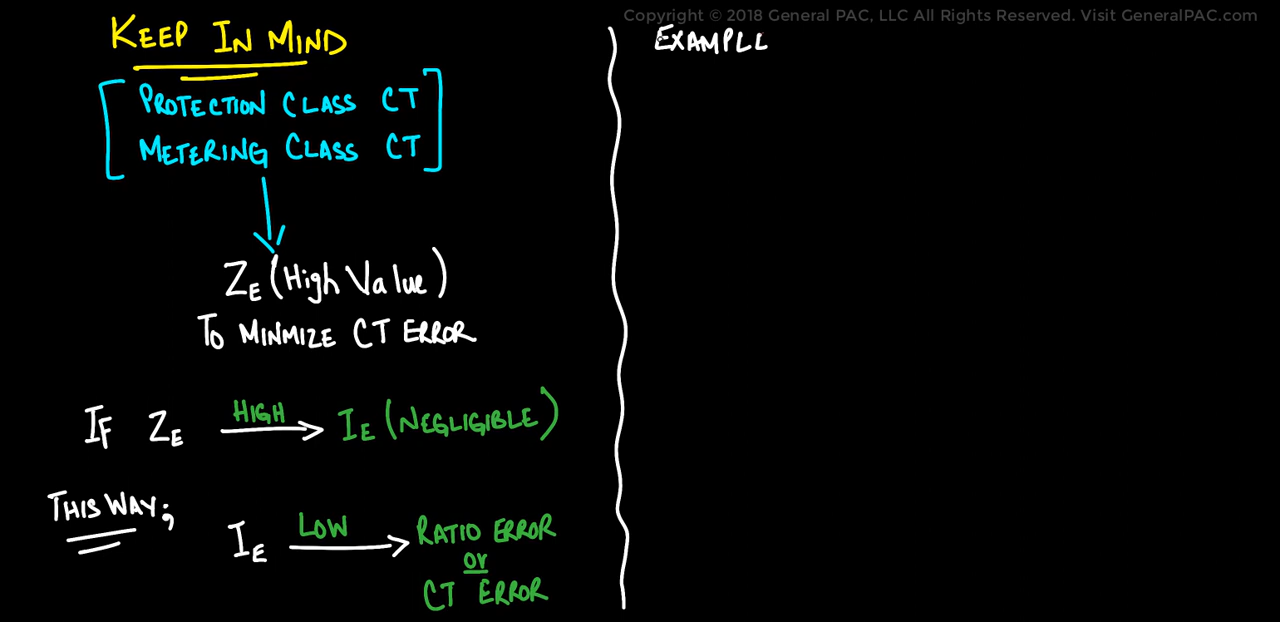 Copyright © 2018 General PAC, LLC All Rights Reserved. Visit GeneralPAC.com
KEEP IN MIND
PROTECTION CLASS CT
METERING CLASS CT
ZE (High Value)
TO MINMIZE CT ERROR
IF ZE HIGH IE (NEGLIGIBLE)
THIS WAY;
IE LOW RATIO ERROR
or
CT ERROR
EXAMPLE